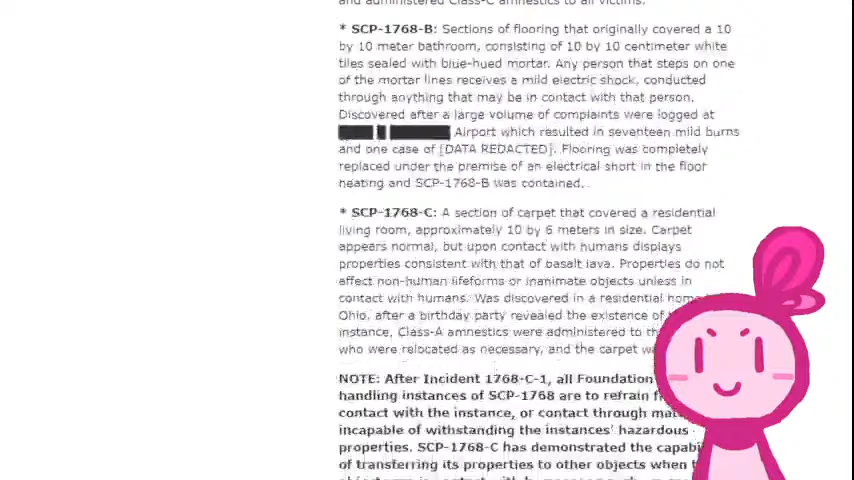 and administered Class-C amnestics to all victims.
* SCP-1768-B: Sections of flooring that originally covered a 10
by 10 meter bathroom, consisting of 10 by 10 centimeter white
tiles sealed with blue-hued mortar. Any person that steps on one
of the mortar lines receives a mild electric shock, conducted
through anything that may be in contact with that person.
Discovered after a large volume of complaints were logged at
Airport which resulted in seventeen mild burns
and one case of [DATA REDACTED]. Flooring was completely
replaced under the premise of an electrical short in the floor
heating and SCP-1768-B was contained.
* SCP-1768-C: A section of carpet that covered a residential
living room, approximately 10 by 6 meters in size. Carpet
appears normal, but upon contact with humans displays
properties consistent with that of basalt lava. Properties do not
affect non-human lifeforms or inanimate objects unless in
contact with humans. Was discovered in a residential home
Ohio, after a birthday party revealed the existence of
instance, Class-A amnestics were administered to
who were relocated as necessary, and the carpet
NOTE: After Incident 1768-C-1, all Foundation
handling instances of SCP-1768 are to refrain
contact with the instance, or contact through
incapable of withstanding the instances' hazardous
properties. SCP-1768-C has demonstrated the
of transferring its properties to other objects when